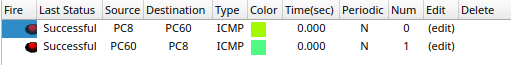 Fire Last Status Source Destination Type Color Time(sec) Periodic Num Edit Delete
Successful PC8 PC60 ICMP 0.000 N 0 (edit)
Successful PC60 PC8 ICMP 0.000 N 1 (edit)